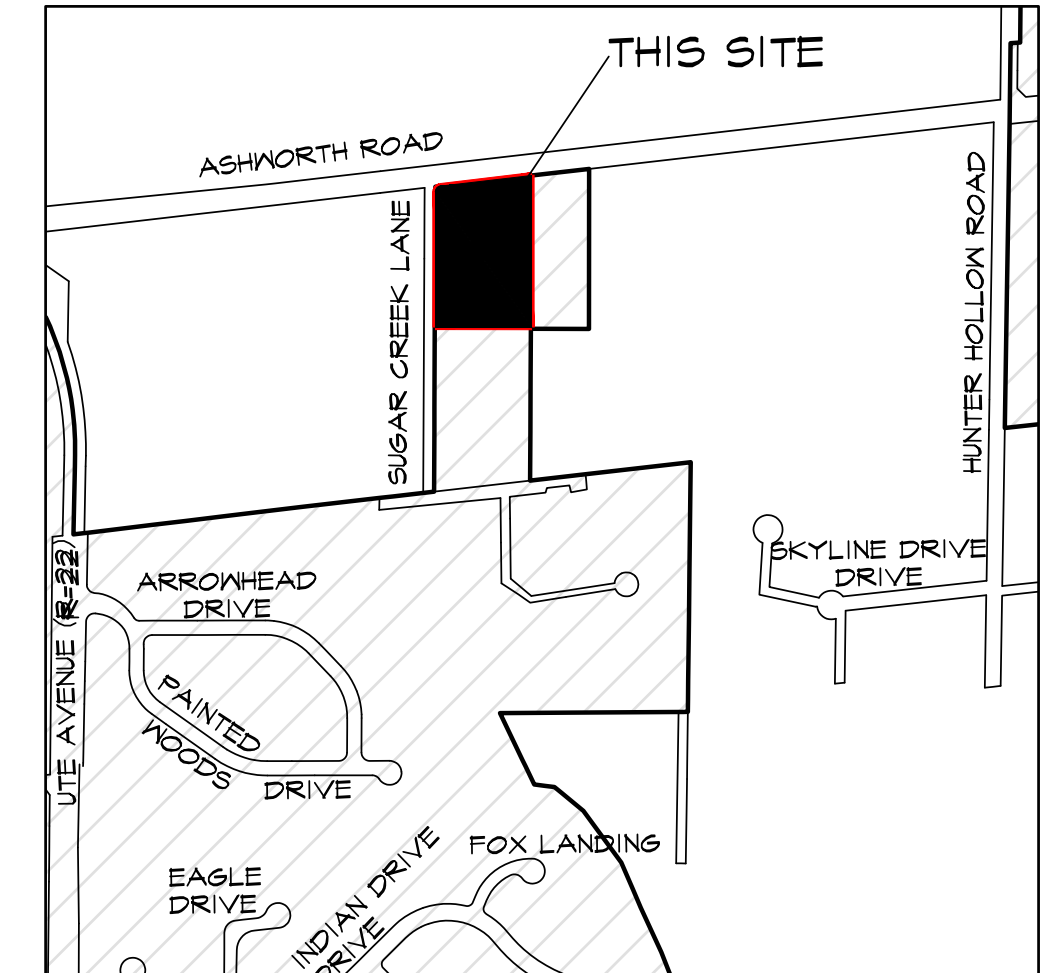 THIS SITE
ASHWORTH ROAD
SUGAR CREEK LANE
HUNTER HOLLOW ROAD
SKYLINE DRIVE
DRIVE
ARROWHEAD
DRIVE
UTE AVENUE (R-22)
PAINTED
WOODS
DRIVE
FOX LANDING
EAGLE
DRIVE
INDIAN DRIVE
DRIVE